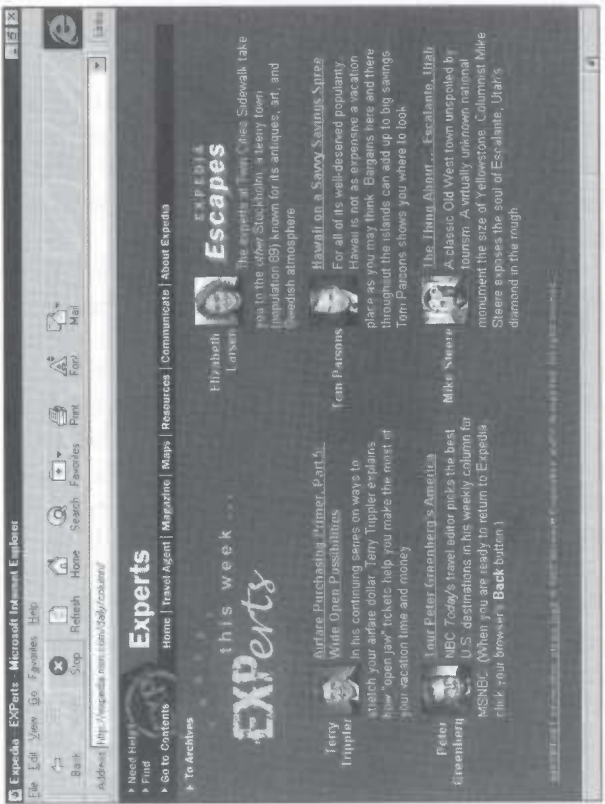 Expedia - EXPerts - Microsoft Internet Explorer
File Edit View Go Favorites Help
Back Stop Refresh Home Search Favorites Print Font Mail
Address http://expedia.msn.com/daily/column/ Links
Need Help?
Find
Go to Contents
To Archives
Experts
Home | Travel Agent | Magazine | Maps | Resources | Communicate | About Expedia
this week ...
EXPerts
Terry
Trippler
Airfare Purchasing Primer, Part 5:
Wide Open Possibilities
In his continuing series on ways to
stretch your airfare dollar, Terry Trippler explains
how "open jaw" tickets help you make the most of
your vacation time and money
Peter
Greenberg
Tour Peter Greenberg's America
NBC Today's travel editor picks the best
U.S. destinations in his weekly column for
MSNBC. (When you are ready to return to Expedia,
click your browser's Back button.)
EXPEDIA
Escapes
Elizabeth
Larsen
The experts at Twin Cities Sidewalk take
you to the other Stockholm, a teeny town
(population 89) known for its antiques, art, and
Swedish atmosphere
Tom Parsons
Hawaii on a Savvy Savings Spree
For all of its well-deserved popularity,
Hawaii is not as expensive a vacation
place as you may think. Bargains here and there
throughout the islands can add up to big savings
Tom Parsons shows you where to look
Mike Steere
The Thing About... Escalante, Utah
A classic Old West town unspoiled by
tourism. A virtually unknown national
monument the size of Yellowstone. Columnist Mike
Steere exposes the soul of Escalante, Utah's
diamond in the rough